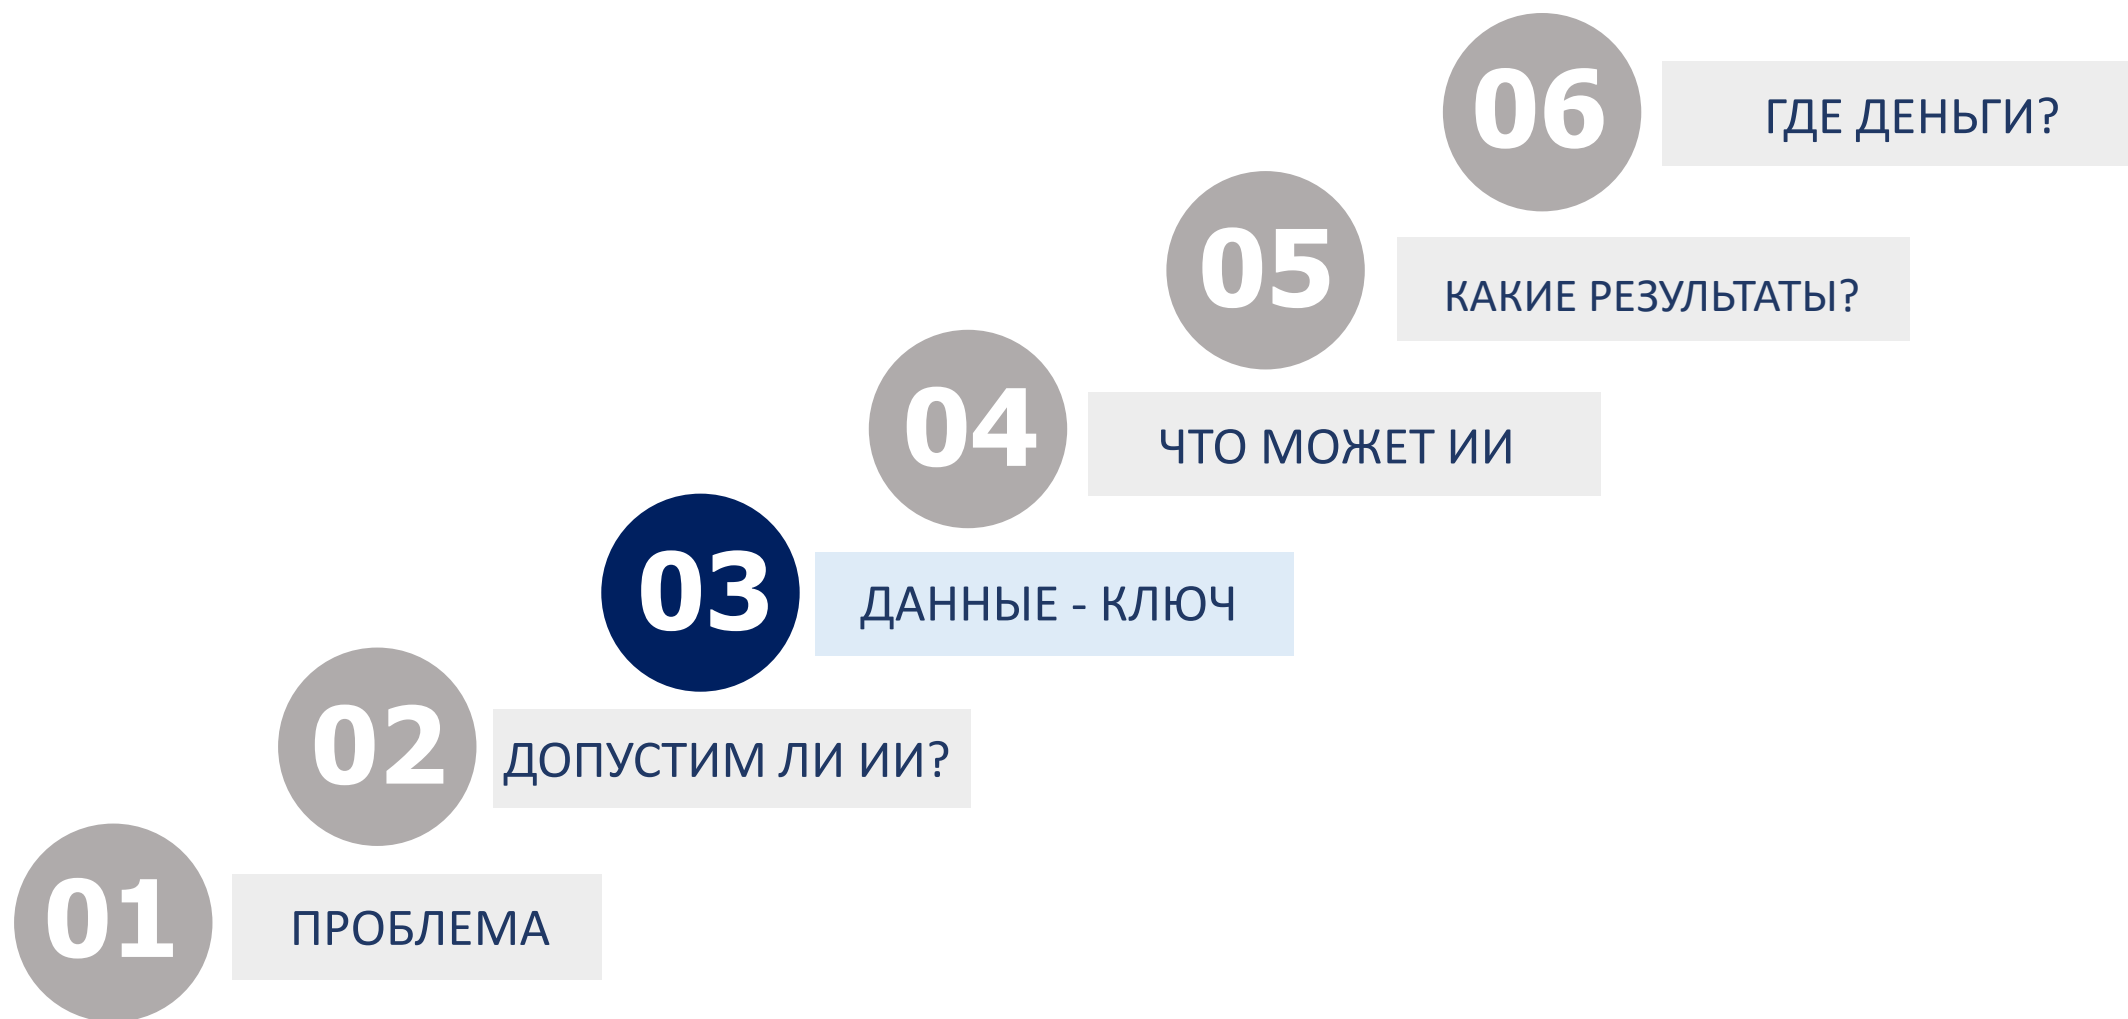 06
ГДЕ ДЕНЬГИ?
05
КАКИЕ РЕЗУЛЬТАТЫ?
04
ЧТО МОЖЕТ ИИ
03
ДАННЫЕ - КЛЮЧ
02
ДОПУСТИМ ЛИ ИИ?
01
ПРОБЛЕМА